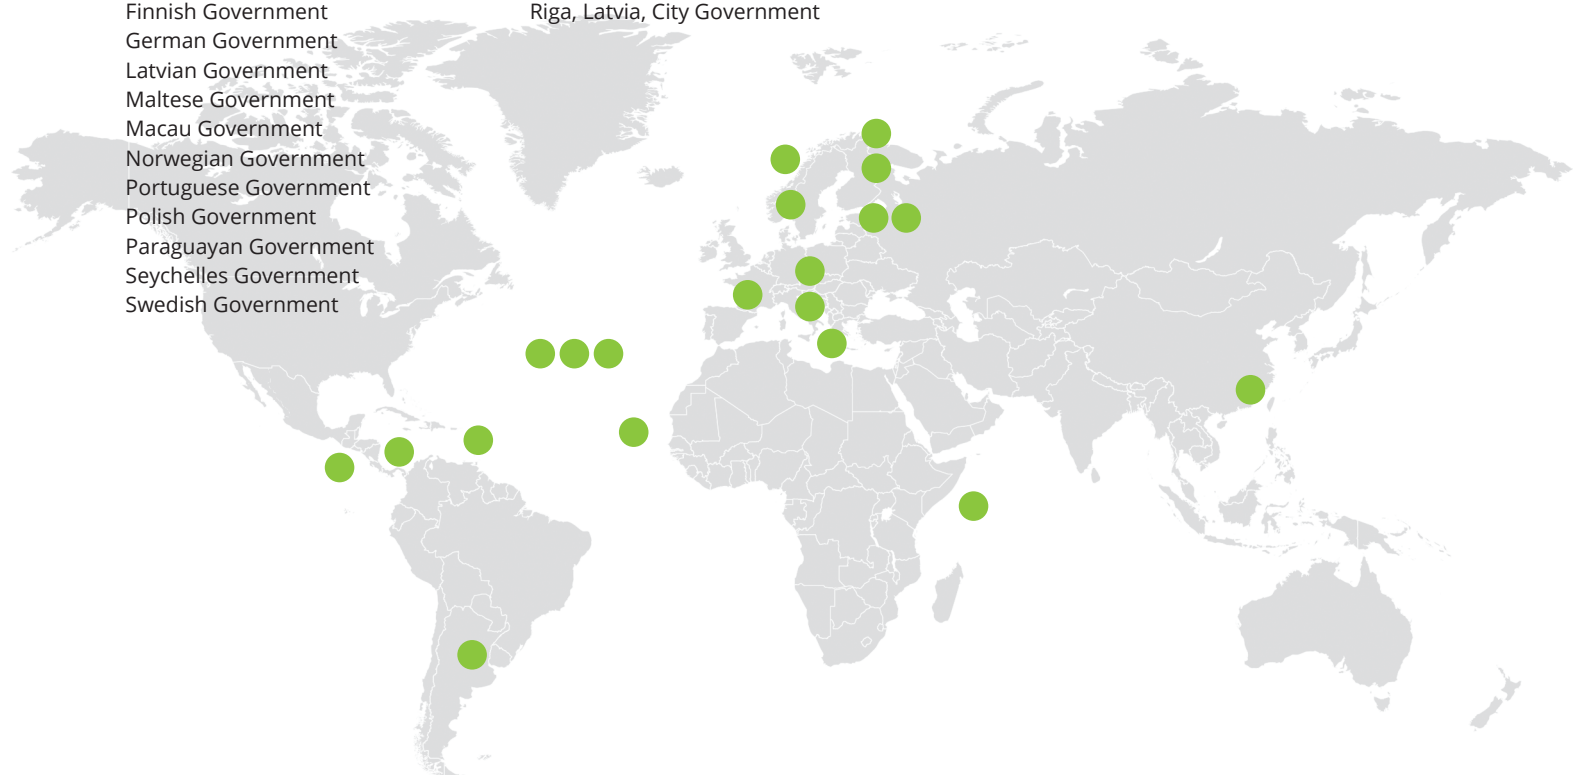 Finnish Government
German Government
Latvian Government
Maltese Government
Macau Government
Norwegian Government
Portuguese Government
Polish Government
Paraguayan Government
Seychelles Government
Swedish Government
Riga, Latvia, City Government